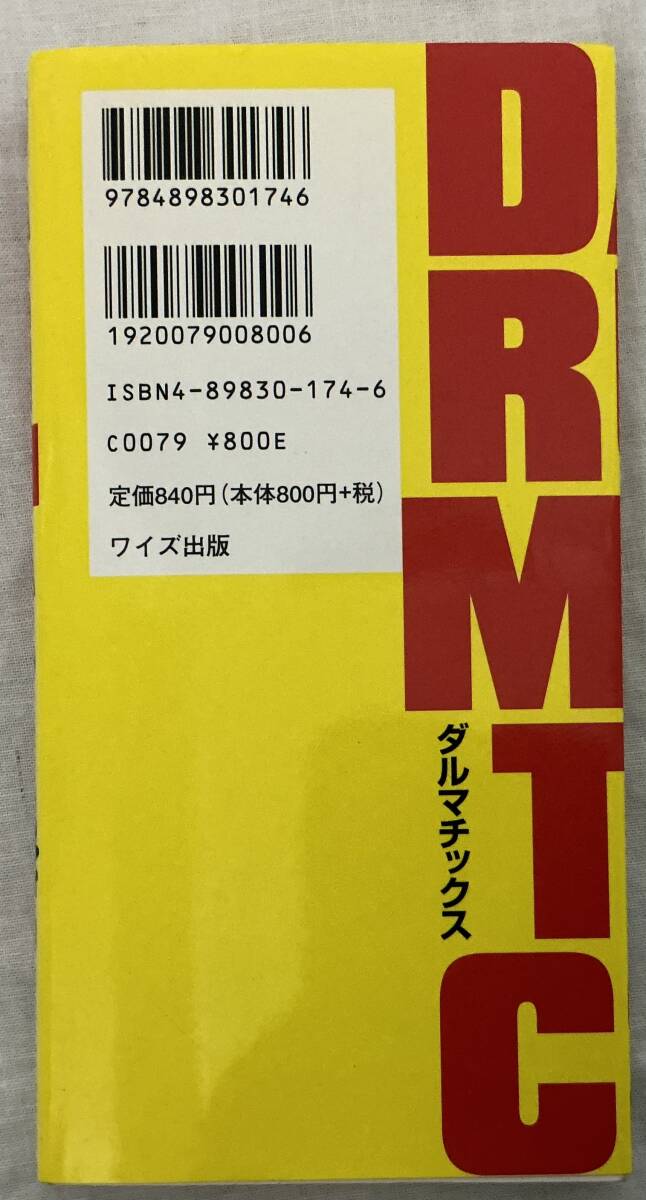 9784898301746
1920079008006
ISBN4-89830-174-6
C0079 ¥800E
定価840円(本体800円+税)
ワイズ出版
D
R
M
T
C
ダルマチックス